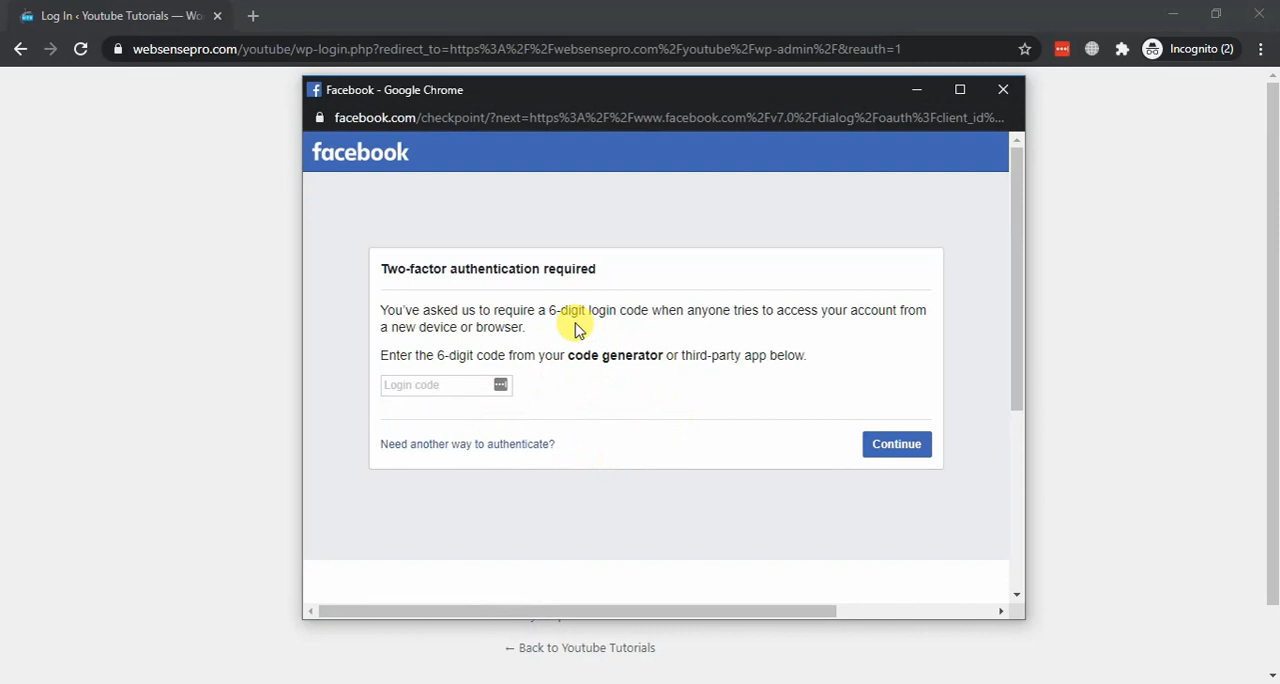 Log In ‹ Youtube Tutorials — Wo
websensepro.com/youtube/wp-login.php?redirect_to=https%3A%2F%2Fwebsensepro.com%2Fyoutube%2Fwp-admin%2F&reauth=1
Incognito (2)
Facebook - Google Chrome
facebook.com/checkpoint/?next=https%3A%2F%2Fwww.facebook.com%2Fv7.0%2Fdialog%2Foauth%3Fclient_id%...
facebook
Two-factor authentication required
You've asked us to require a 6-digit login code when anyone tries to access your account from
a new device or browser.
Enter the 6-digit code from your code generator or third-party app below.
Login code
Need another way to authenticate?
Continue
← Back to Youtube Tutorials